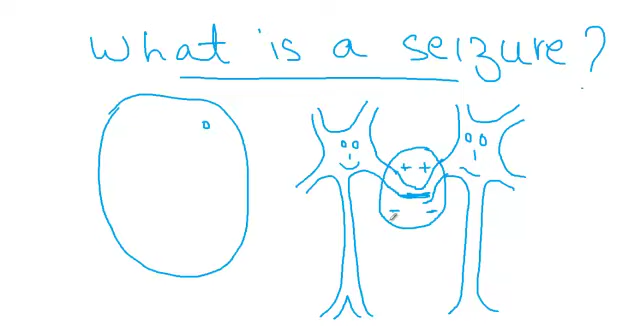 What is a seizure?
+ +
- -